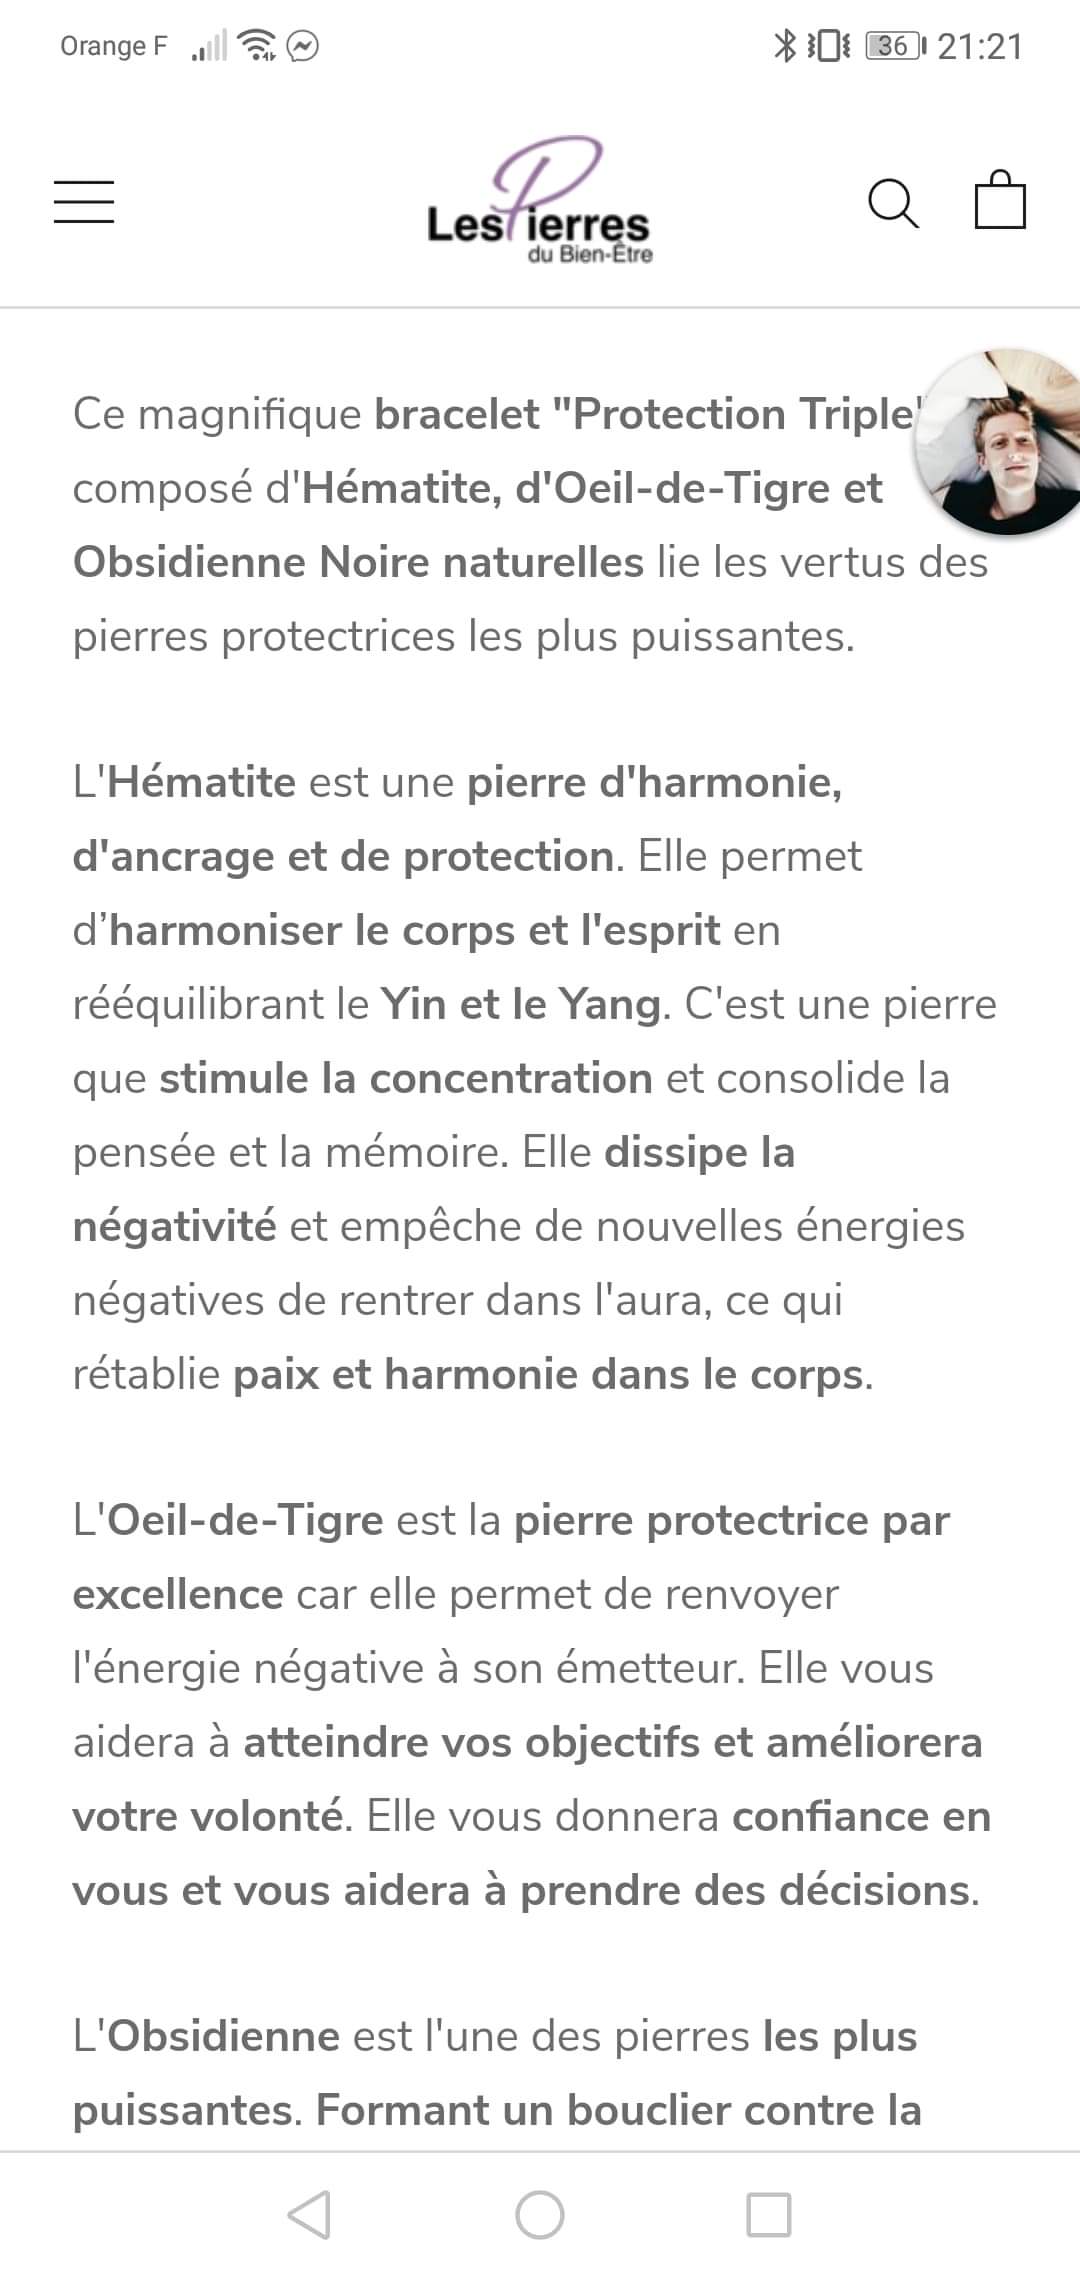 Orange F
36
21:21
Les Pierres
du Bien-Être
Ce magnifique bracelet "Protection Triple"
composé d'Hématite, d'Oeil-de-Tigre et
Obsidienne Noire naturelles lie les vertus des
pierres protectrices les plus puissantes.
L'Hématite est une pierre d'harmonie,
d'ancrage et de protection. Elle permet
d’harmoniser le corps et l'esprit en
rééquilibrant le Yin et le Yang. C'est une pierre
que stimule la concentration et consolide la
pensée et la mémoire. Elle dissipe la
négativité et empêche de nouvelles énergies
négatives de rentrer dans l'aura, ce qui
rétablie paix et harmonie dans le corps.
L'Oeil-de-Tigre est la pierre protectrice par
excellence car elle permet de renvoyer
l'énergie négative à son émetteur. Elle vous
aidera à atteindre vos objectifs et améliorera
votre volonté. Elle vous donnera confiance en
vous et vous aidera à prendre des décisions.
L'Obsidienne est l'une des pierres les plus
puissantes. Formant un bouclier contre la